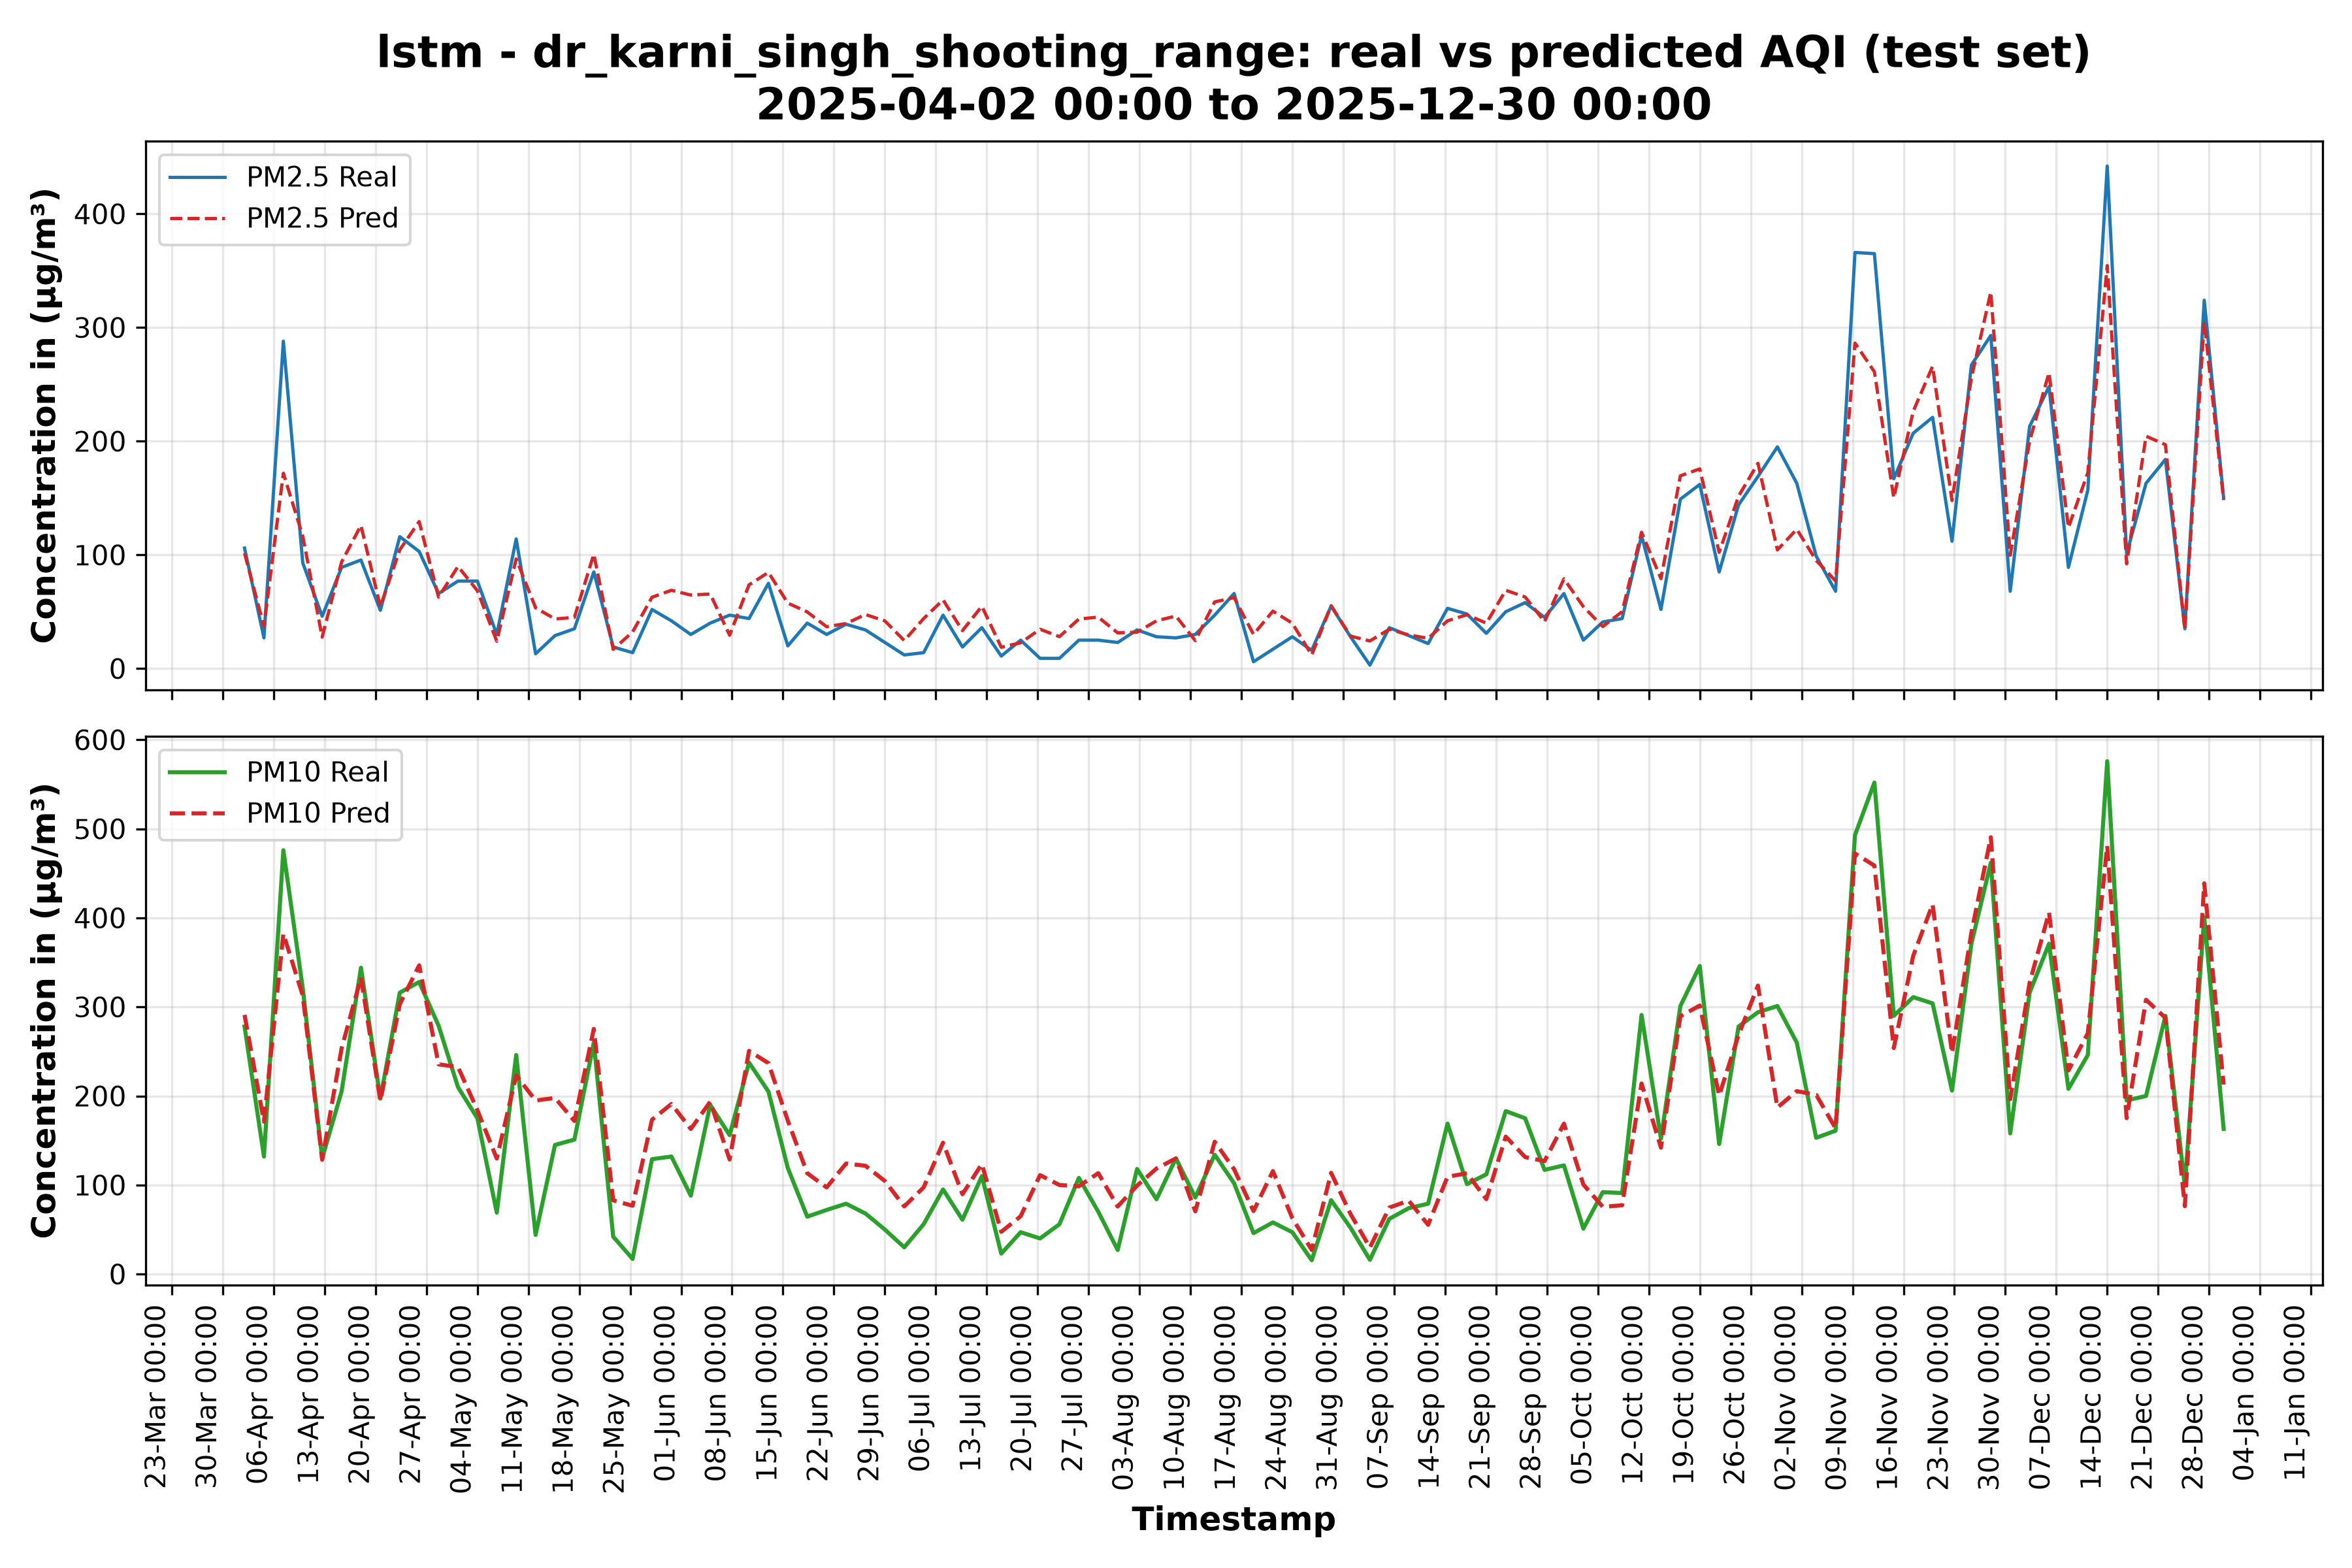 lstm - dr_karni_singh_shooting_range: real vs predicted AQI (test set)
2025-04-02 00:00 to 2025-12-30 00:00
Concentration in (µg/m³)
400
300
200
100
0
PM2.5 Real
PM2.5 Pred
Concentration in (µg/m³)
600
500
400
300
200
100
0
PM10 Real
PM10 Pred
23-Mar 00:00
30-Mar 00:00
06-Apr 00:00
13-Apr 00:00
20-Apr 00:00
27-Apr 00:00
04-May 00:00
11-May 00:00
18-May 00:00
25-May 00:00
01-Jun 00:00
08-Jun 00:00
15-Jun 00:00
22-Jun 00:00
29-Jun 00:00
06-Jul 00:00
13-Jul 00:00
20-Jul 00:00
27-Jul 00:00
03-Aug 00:00
10-Aug 00:00
17-Aug 00:00
24-Aug 00:00
31-Aug 00:00
07-Sep 00:00
14-Sep 00:00
21-Sep 00:00
28-Sep 00:00
05-Oct 00:00
12-Oct 00:00
19-Oct 00:00
26-Oct 00:00
02-Nov 00:00
09-Nov 00:00
16-Nov 00:00
23-Nov 00:00
30-Nov 00:00
07-Dec 00:00
14-Dec 00:00
21-Dec 00:00
28-Dec 00:00
04-Jan 00:00
11-Jan 00:00
Timestamp